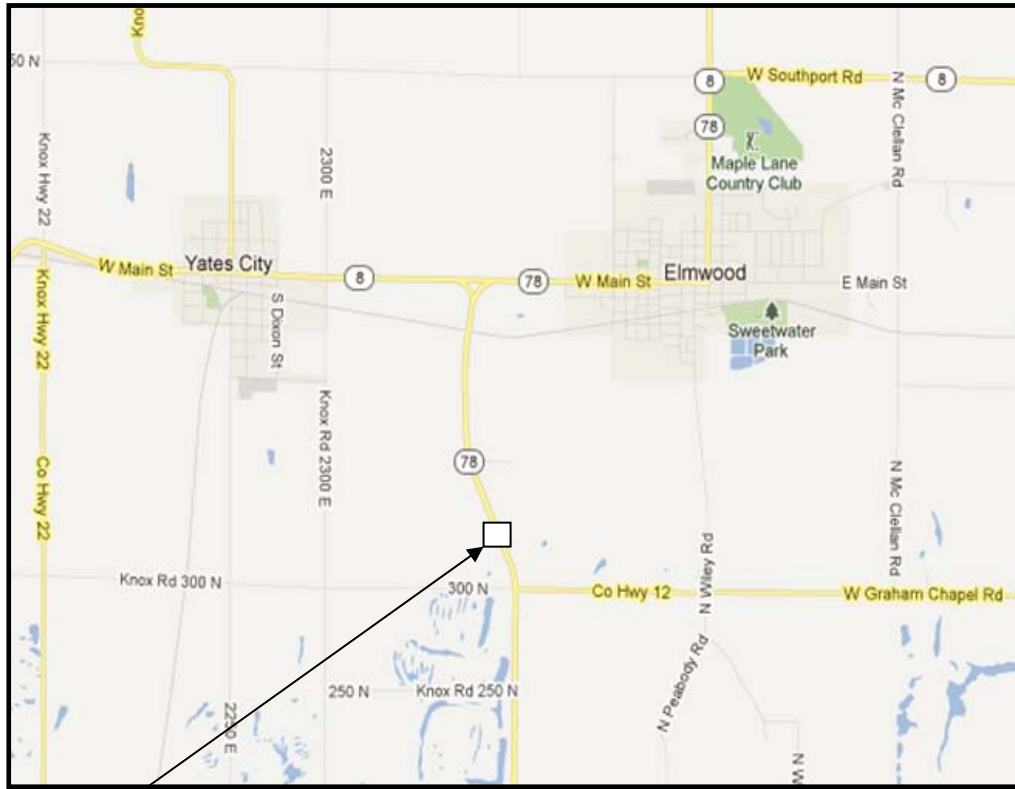 ouy
50 N
8
W Southport Rd
8
N Mc Clellan Rd
Knox Hwy 22
2300 E
78
Maple Lane
Country Club
W Main St
Yates City
8
78
W Main St
Elmwood
E Main St
Knox Hwy 22
S Dixon St
Sweetwater
Park
Knox Rd 2300 E
78
Co Hwy 22
N Mc Clellan Rd
N Wiley Rd
Knox Rd 300 N
300 N
Co Hwy 12
W Graham Chapel Rd
N Peabody Rd
250 N
Knox Rd 250 N
2250 E
N W